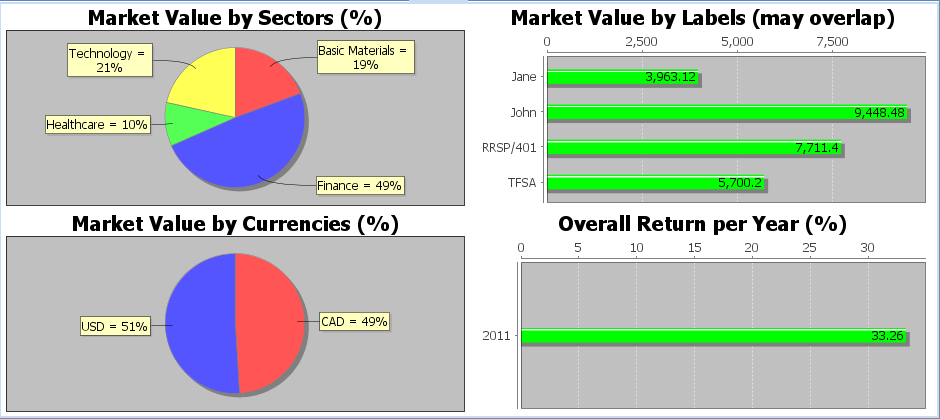 Market Value by Sectors (%)
Technology =
21%
Basic Materials =
19%
Healthcare = 10%
Finance = 49%
Market Value by Labels (may overlap)
0 2,500 5,000 7,500
Jane 3,963.12
John 9,448.48
RRSP/401 7,711.4
TFSA 5,700.2
Market Value by Currencies (%)
USD = 51%
CAD = 49%
Overall Return per Year (%)
0 5 10 15 20 25 30
2011 33.26